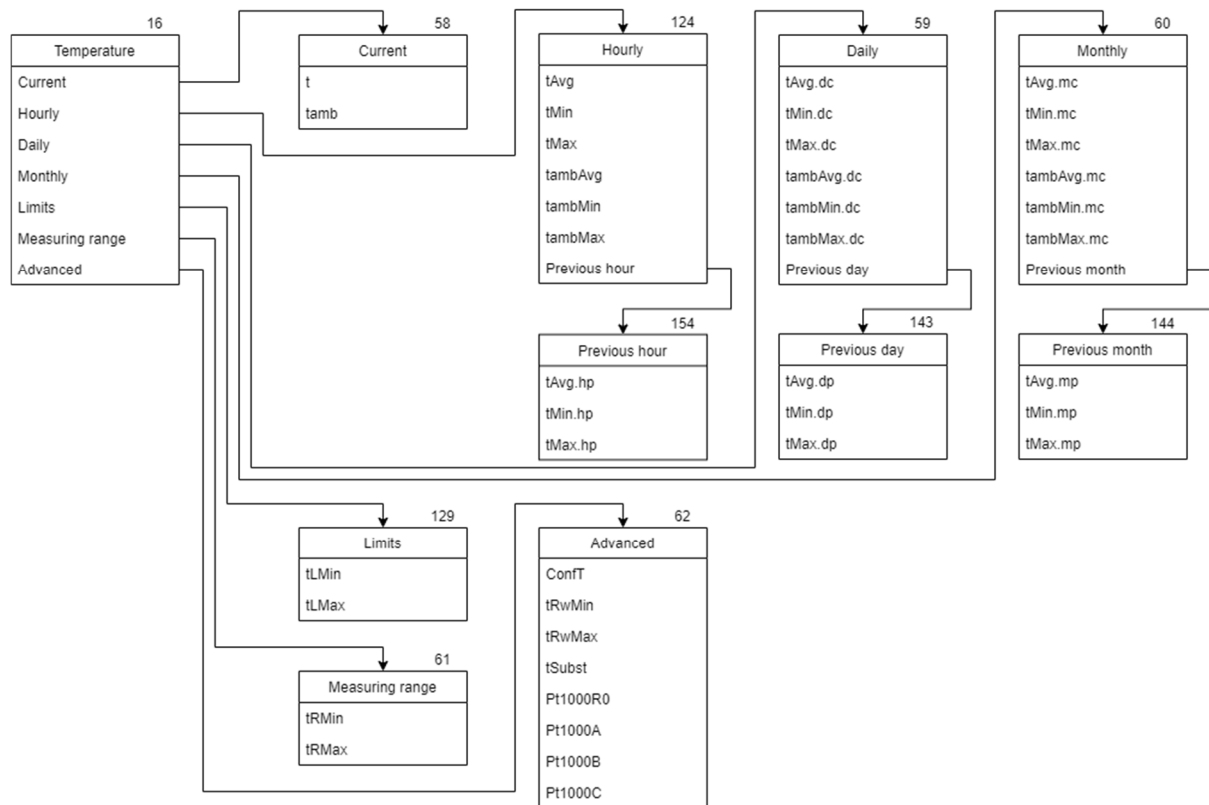 16
Temperature
Current
Hourly
Daily
Monthly
Limits
Measuring range
Advanced
58
Current
t
tamb
124
Hourly
tAvg
tMin
tMax
tambAvg
tambMin
tambMax
Previous hour
59
Daily
tAvg.dc
tMin.dc
tMax.dc
tambAvg.dc
tambMin.dc
tambMax.dc
Previous day
60
Monthly
tAvg.mc
tMin.mc
tMax.mc
tambAvg.mc
tambMin.mc
tambMax.mc
Previous month
154
Previous hour
tAvg.hp
tMin.hp
tMax.hp
143
Previous day
tAvg.dp
tMin.dp
tMax.dp
144
Previous month
tAvg.mp
tMin.mp
tMax.mp
129
Limits
tLMin
tLMax
61
Measuring range
tRMin
tRMax
62
Advanced
ConfT
tRwMin
tRwMax
tSubst
Pt1000R0
Pt1000A
Pt1000B
Pt1000C